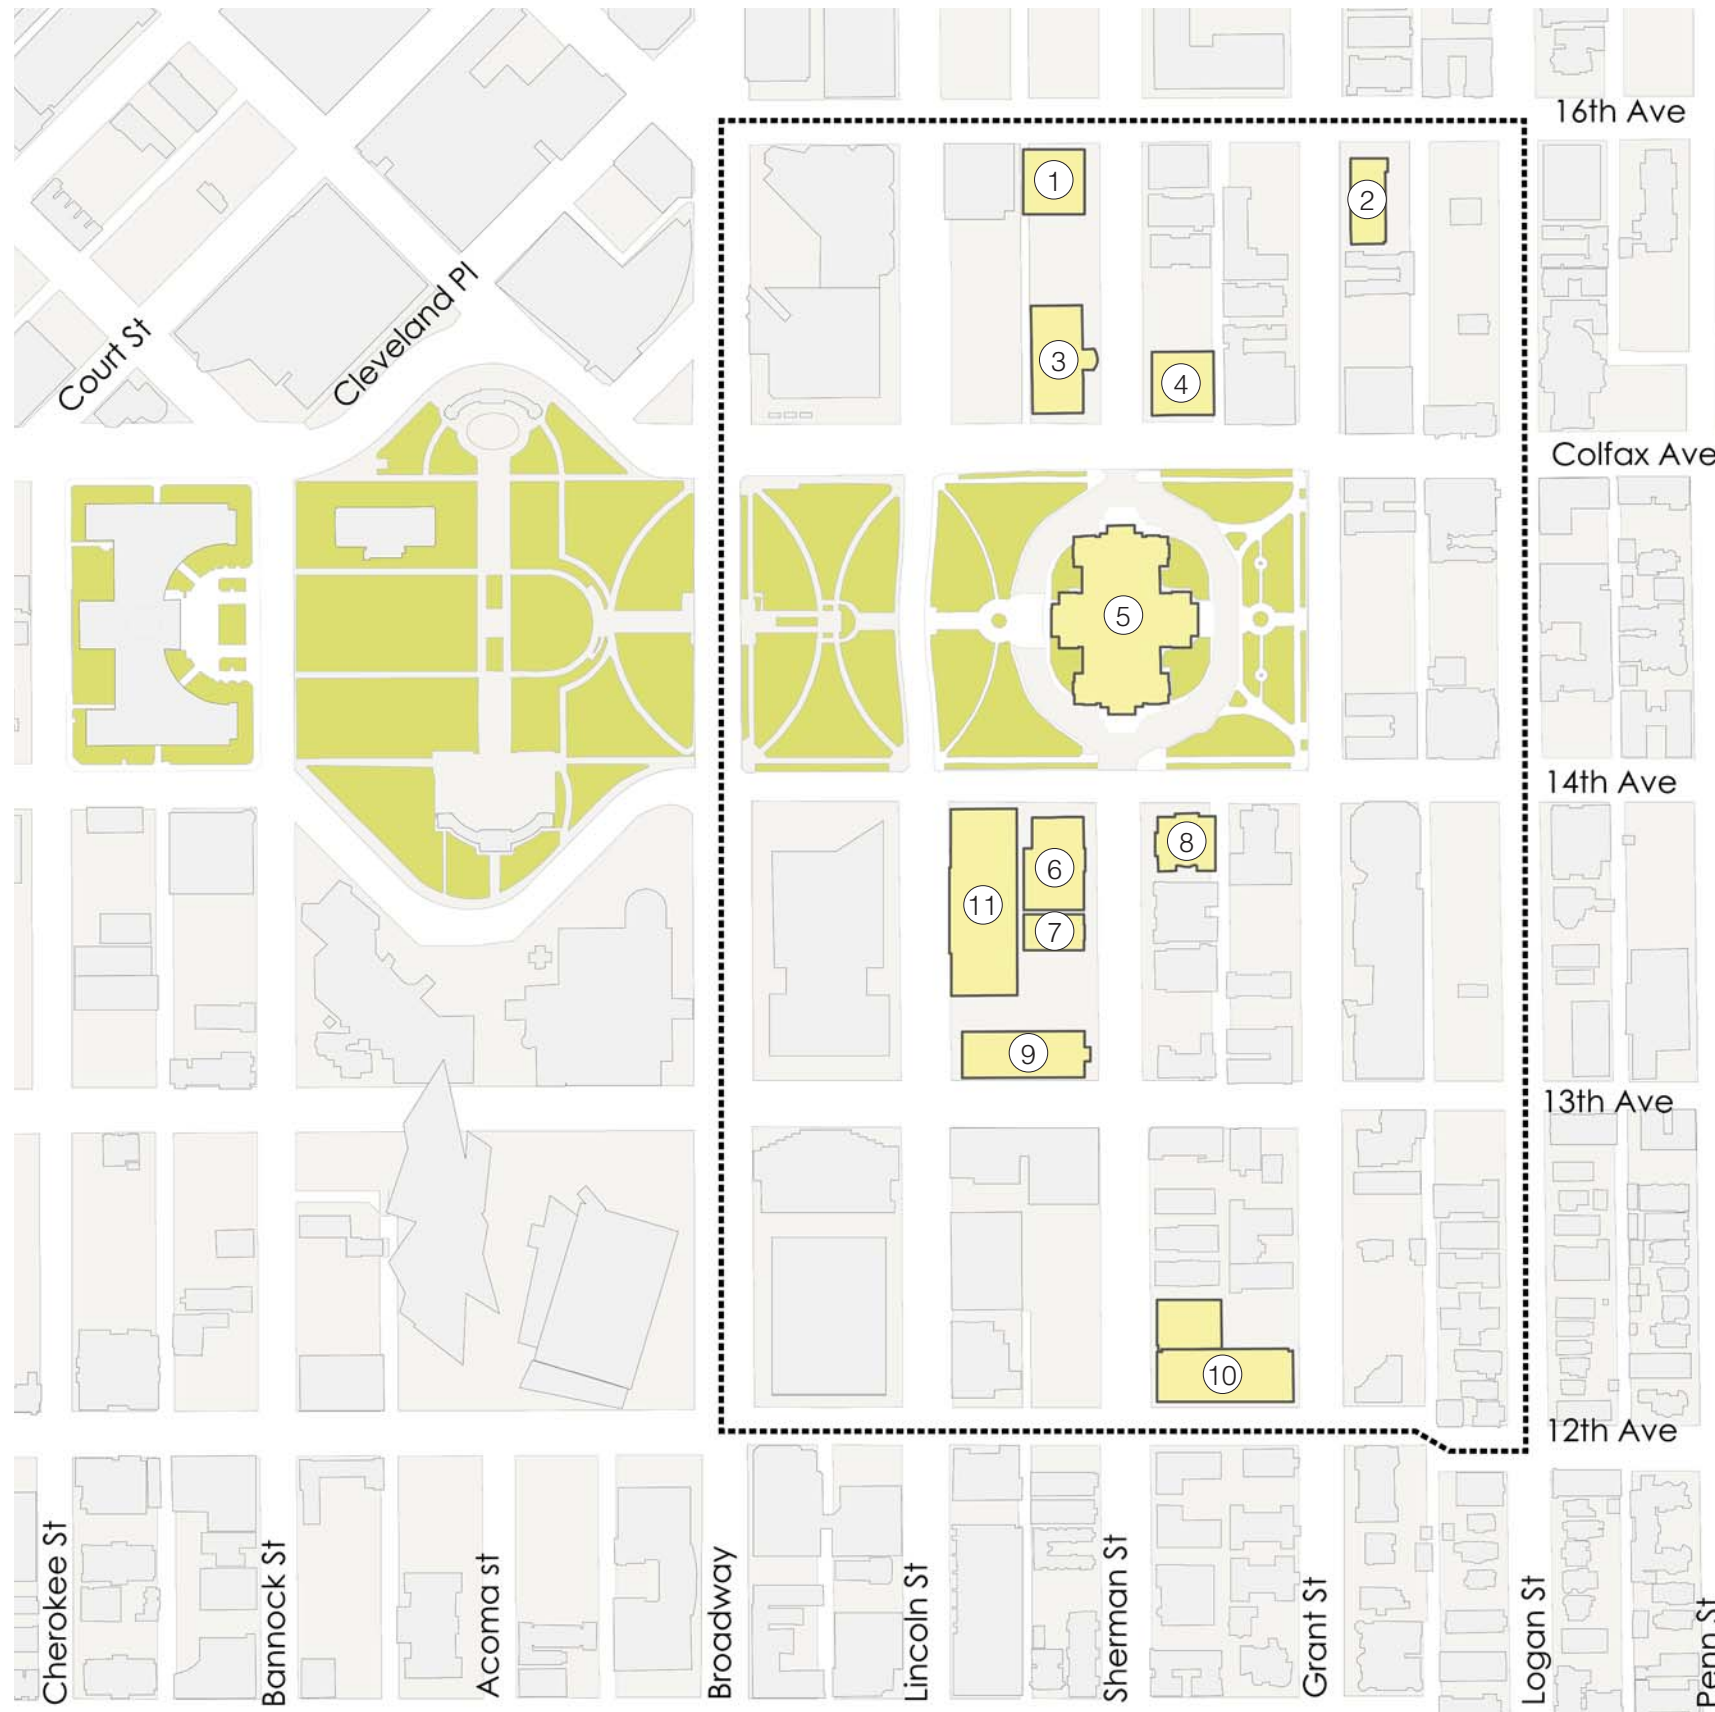 16th Ave
1
2
3
4
Court St
Cleveland Pl
Colfax Ave
5
14th Ave
6
7
8
11
9
13th Ave
10
12th Ave
Cherokee St
Bannock St
Acoma st
Broadway
Lincoln St
Sherman St
Grant St
Logan St
Penn St